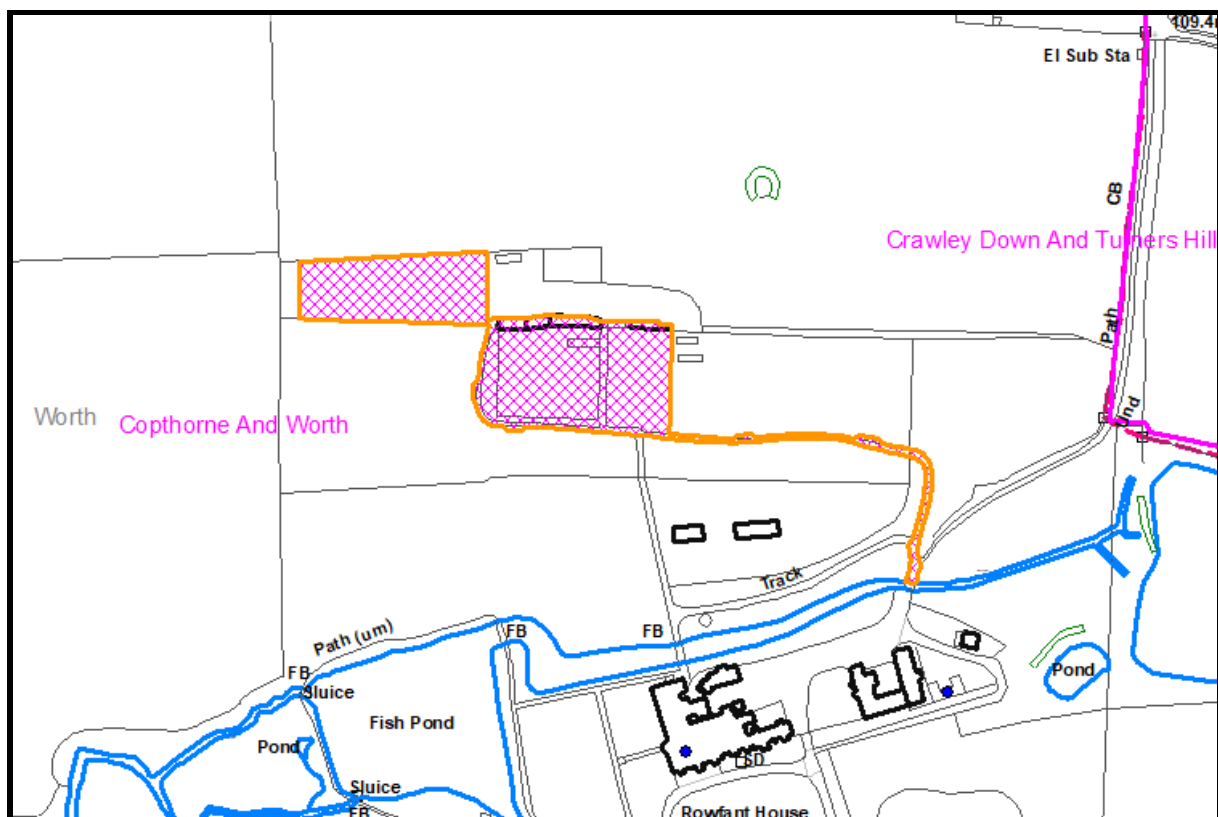 109.4
El Sub Sta
CB
Crawley Down And Turners Hill
Path
Und
Worth
Copthorne And Worth
Track
Path (um)
FB
FB
FB
Sluice
Pond
Fish Pond
Pond
SD
Sluice
FB
Rowfant House